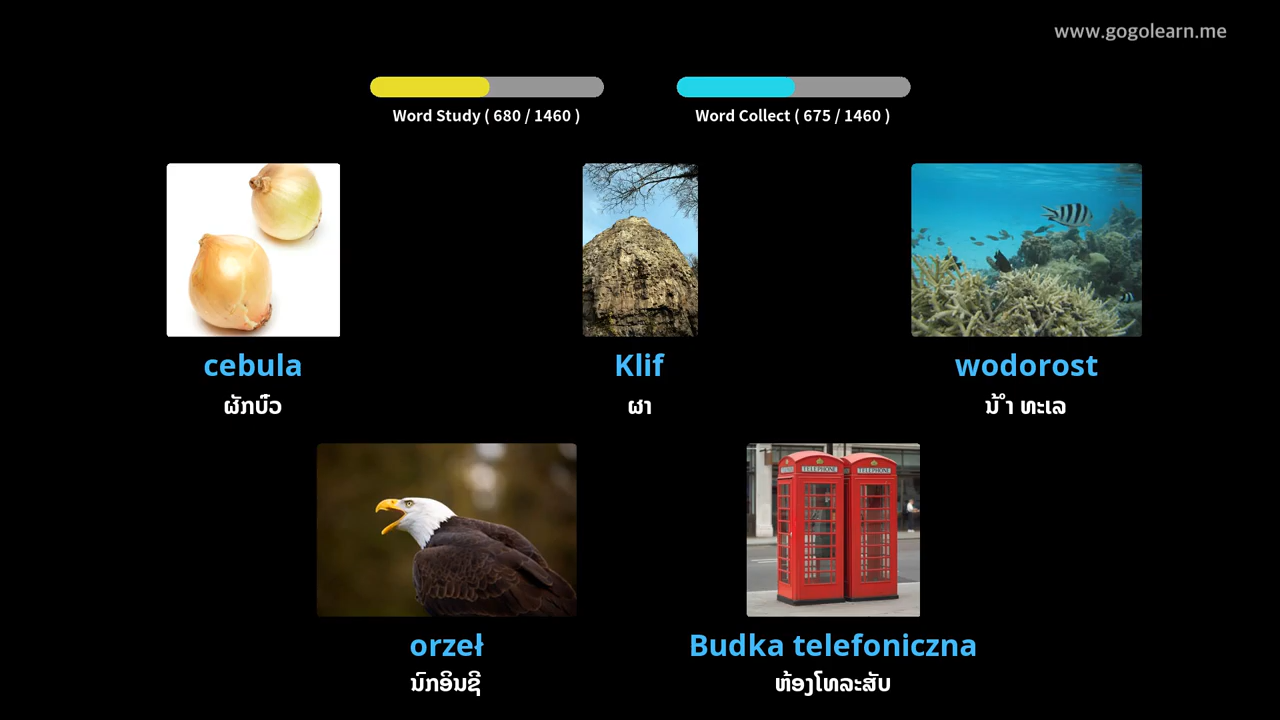 www.gogolearn.me
Word Study ( 680 / 1460 )
Word Collect ( 675 / 1460 )
cebula
Klif
wodorost
ຜັກບົ່ວ
ຜາ
ນ້ຳ ທະເລ
TELEPHONE
TELEPHONE
orzeł
Budka telefoniczna
ນົກອິນຊີ
ຫ້ອງໂທລະສັບ